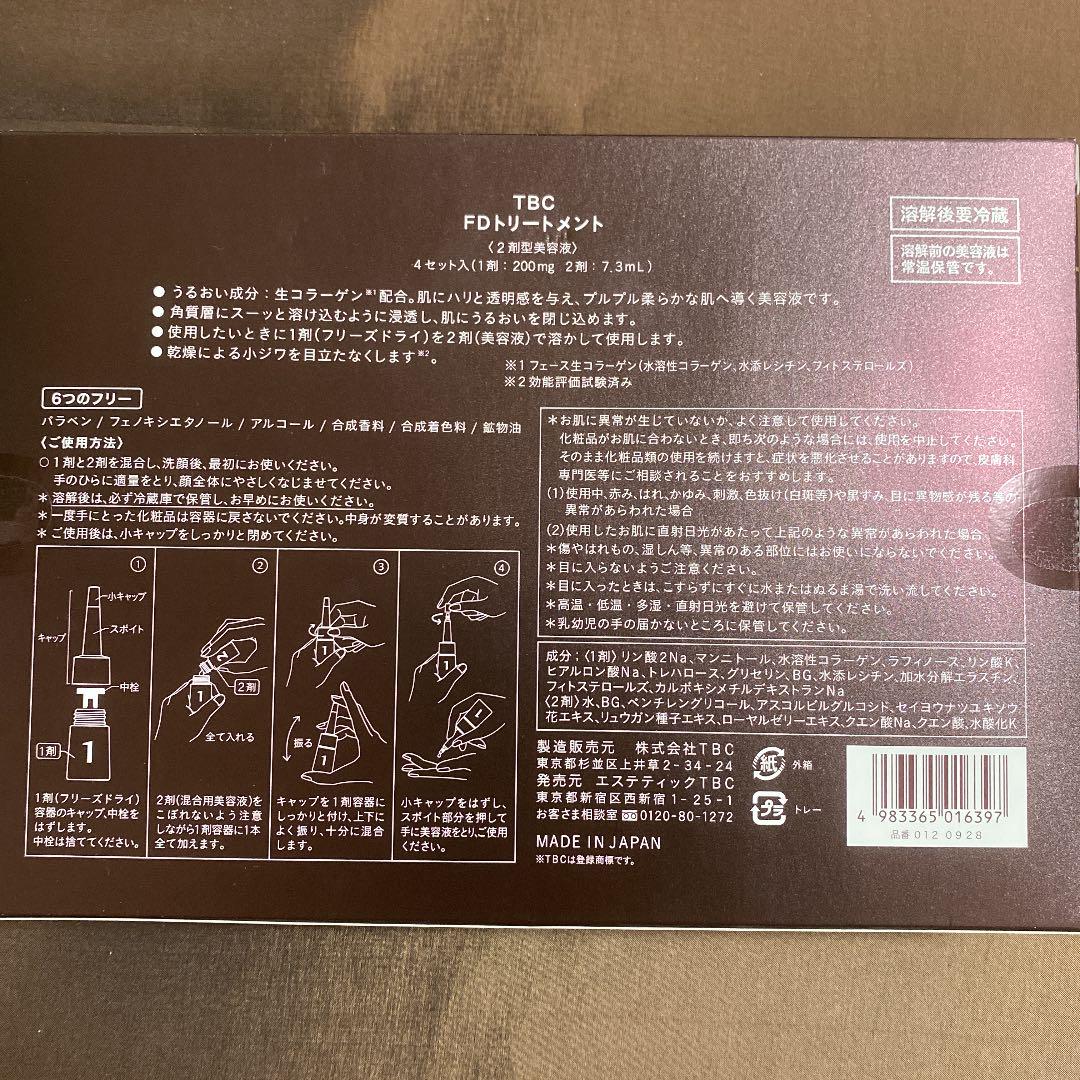 TBC
FDトリートメント
〈2剤型美容液〉
4セット入(1剤:200mg 2剤:7.3mL)
溶解後要冷蔵
溶解前の美容液は
常温保管です。
●うるおい成分:生コラーゲン※1配合。肌にハリと透明感を与え、プルプル柔らかな肌へ導く美容液です。
●角質層にスーッと溶け込むように浸透し、肌にうるおいを閉じ込めます。
●使用したいときに1剤(フリーズドライ)を2剤(美容液)で溶かして使用します。
●乾燥による小ジワを目立たなくします※2。
※1フェース生コラーゲン(水溶性コラーゲン、水添レシチン、フィトステロールズ)
※2効能評価試験済み
6つのフリー
パラベン/フェノキシエタノール/アルコール/合成香料/合成着色料/鉱物油
〈ご使用方法〉
○1剤と2剤を混合し、洗顔後、最初にお使いください。
手のひらに適量をとり、顔全体にやさしくなじませてください。
*溶解後は、必ず冷蔵庫で保管し、お早めにお使いください。
*一度手にとった化粧品は容器に戻さないでください。中身が変質することがあります。
*ご使用後は、小キャップをしっかりと閉めてください。
①
小キャップ
キャップ
スポイト
中栓
1剤
1
1剤(フリーズドライ)
容器のキャップ、中栓を
はずします。
中栓は捨ててください。
②
2
1
2剤
全て入れる
2剤(混合用美容液)を
こぼれないよう注意
しながら1剤容器に1本
全て加えます。
③
1
振る
1
キャップを1剤容器に
しっかりと付け、上下に
よく振り、十分に混合
します。
④
1
1
小キャップをはずし、
スポイト部分を押して
手に美容液をとり、ご使用
ください。
*お肌に異常が生じていないか、よく注意して使用してください。
化粧品がお肌に合わないとき、即ち次のような場合には、使用を中止してください。
そのまま化粧品類の使用を続けますと、症状を悪化させることがありますので、皮膚科
専門医等にご相談されることをおすすめします。
(1)使用中、赤み、はれ、かゆみ、刺激、色抜け(白斑等)や黒ずみ、目に異物感が残る等の
異常があらわれた場合
(2)使用したお肌に直射日光があたって上記のような異常があらわれた場合
*傷やはれもの、湿しん等、異常のある部位にはお使いにならないでください。
*目に入らないようご注意ください。
*目に入ったときは、こすらずにすぐに水またはぬるま湯で洗い流してください。
*高温・低温・多湿・直射日光を避けて保管してください。
*乳幼児の手の届かないところに保管してください。
成分:〈1剤〉リン酸2Na、マンニトール、水溶性コラーゲン、ラフィノース、リン酸K、
ヒアルロン酸Na、トレハロース、グリセリン、BG、水添レシチン、加水分解エラスチン、
フィトステロールズ、カルボキシメチルデキストランNa
〈2剤〉水、BG、ペンチレングリコール、アスコルビルグルコシド、セイヨウナツユキソウ
花エキス、リュウガン種子エキス、ローヤルゼリーエキス、クエン酸Na、クエン酸、水酸化K
製造販売元 株式会社TBC
東京都杉並区上井草2-34-24
発売元 エステティックTBC
東京都新宿区西新宿1-25-1
お客さま相談室 0120-80-1272
MADE IN JAPAN
※TBCは登録商標です。
紙 外箱
プラ トレー
4 983365 016397
品番 012 0928